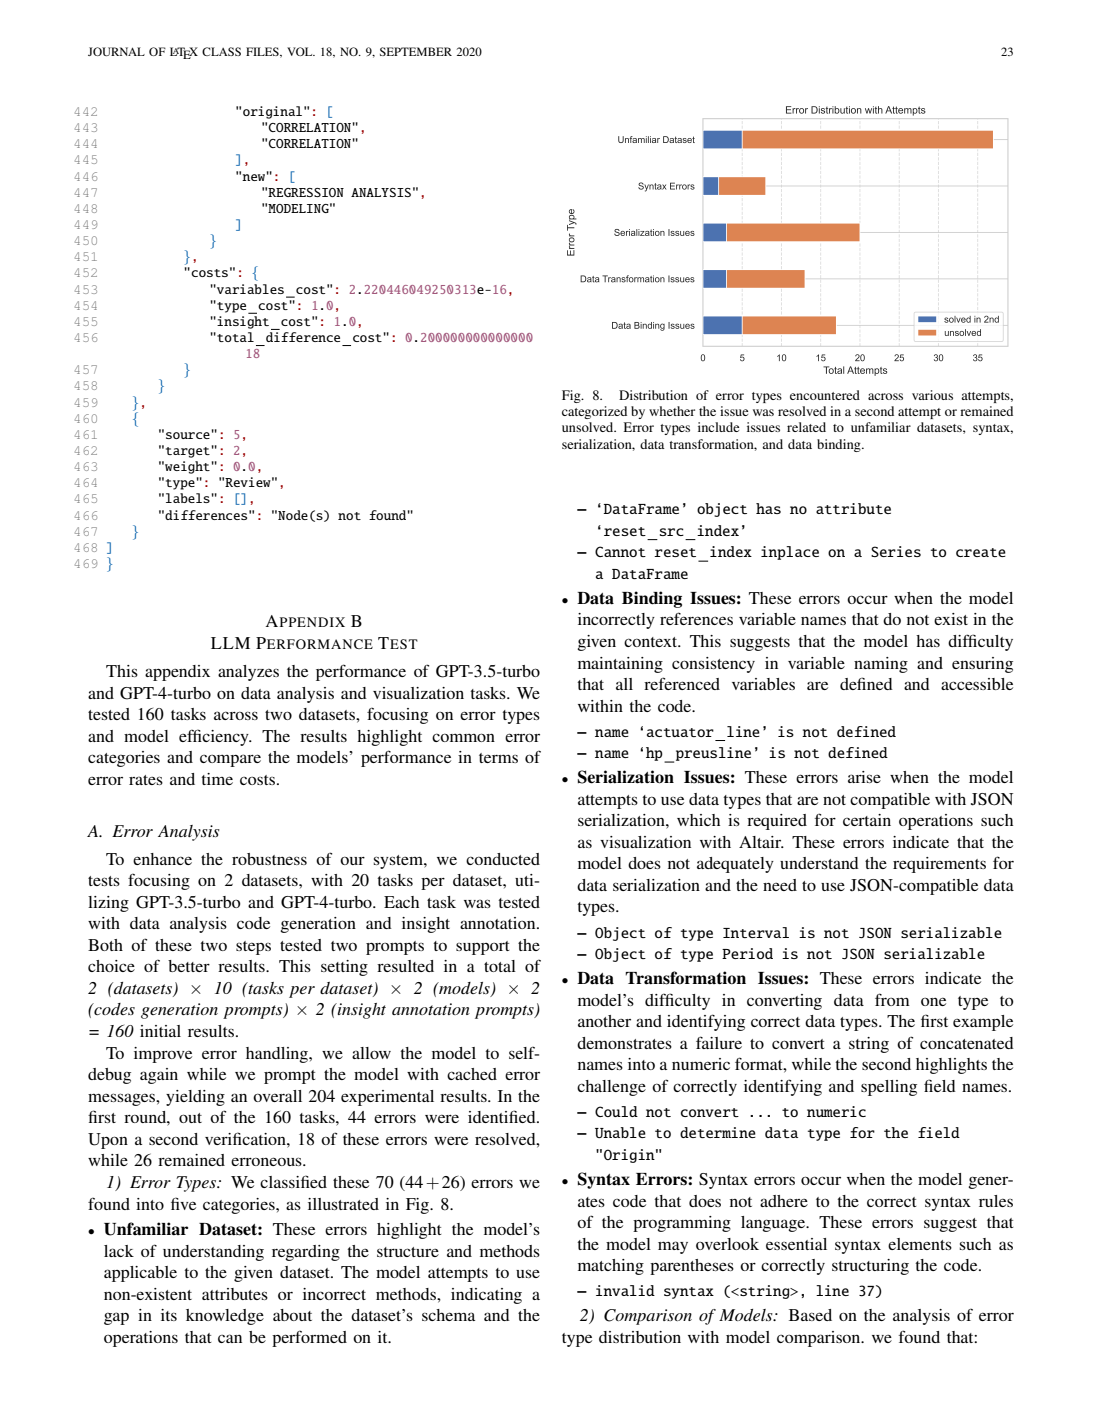 JOURNAL OF LATEX CLASS FILES, VOL. 18, NO. 9, SEPTEMBER 2020
23
442 "original": [
443 "CORRELATION",
444 "CORRELATION"
445 ],
446 "new": [
447 "REGRESSION ANALYSIS",
448 "MODELING"
449 ]
450 }
451 },
452 "costs": {
453 "variables_cost": 2.220446049250313e-16,
454 "type_cost": 1.0,
455 "insight_cost": 1.0,
456 "total_difference_cost": 0.200000000000000
18
457 }
458 }
459 },
460 {
461 "source": 5,
462 "target": 2,
463 "weight": 0.0,
464 "type": "Review",
465 "labels": [],
466 "differences": "Node(s) not found"
467 }
468 ]
469 }
APPENDIX B
LLM PERFORMANCE TEST
This appendix analyzes the performance of GPT-3.5-turbo
and GPT-4-turbo on data analysis and visualization tasks. We
tested 160 tasks across two datasets, focusing on error types
and model efficiency. The results highlight common error
categories and compare the models' performance in terms of
error rates and time costs.
A. Error Analysis
To enhance the robustness of our system, we conducted
tests focusing on 2 datasets, with 20 tasks per dataset, uti-
lizing GPT-3.5-turbo and GPT-4-turbo. Each task was tested
with data analysis code generation and insight annotation.
Both of these two steps tested two prompts to support the
choice of better results. This setting resulted in a total of
2 (datasets) × 10 (tasks per dataset) × 2 (models) × 2
(codes generation prompts) × 2 (insight annotation prompts)
= 160 initial results.
To improve error handling, we allow the model to self-
debug again while we prompt the model with cached error
messages, yielding an overall 204 experimental results. In the
first round, out of the 160 tasks, 44 errors were identified.
Upon a second verification, 18 of these errors were resolved,
while 26 remained erroneous.
1) Error Types: We classified these 70 (44+26) errors we
found into five categories, as illustrated in Fig. 8.
• Unfamiliar Dataset: These errors highlight the model's
lack of understanding regarding the structure and methods
applicable to the given dataset. The model attempts to use
non-existent attributes or incorrect methods, indicating a
gap in its knowledge about the dataset's schema and the
operations that can be performed on it.
Error Distribution with Attempts
Error Type
Unfamiliar Dataset
Syntax Errors
Serialization Issues
Data Transformation Issues
Data Binding Issues
solved in 2nd
unsolved
0 5 10 15 20 25 30 35
Total Attempts
Fig. 8. Distribution of error types encountered across various attempts,
categorized by whether the issue was resolved in a second attempt or remained
unsolved. Error types include issues related to unfamiliar datasets, syntax,
serialization, data transformation, and data binding.
– ‘DataFrame’ object has no attribute
‘reset_src_index’
– Cannot reset_index inplace on a Series to create
a DataFrame
• Data Binding Issues: These errors occur when the model
incorrectly references variable names that do not exist in the
given context. This suggests that the model has difficulty
maintaining consistency in variable naming and ensuring
that all referenced variables are defined and accessible
within the code.
– name ‘actuator_line’ is not defined
– name ‘hp_preusline’ is not defined
• Serialization Issues: These errors arise when the model
attempts to use data types that are not compatible with JSON
serialization, which is required for certain operations such
as visualization with Altair. These errors indicate that the
model does not adequately understand the requirements for
data serialization and the need to use JSON-compatible data
types.
– Object of type Interval is not JSON serializable
– Object of type Period is not JSON serializable
• Data Transformation Issues: These errors indicate the
model's difficulty in converting data from one type to
another and identifying correct data types. The first example
demonstrates a failure to convert a string of concatenated
names into a numeric format, while the second highlights the
challenge of correctly identifying and spelling field names.
– Could not convert ... to numeric
– Unable to determine data type for the field
"Origin"
• Syntax Errors: Syntax errors occur when the model gener-
ates code that does not adhere to the correct syntax rules
of the programming language. These errors suggest that
the model may overlook essential syntax elements such as
matching parentheses or correctly structuring the code.
– invalid syntax (<string>, line 37)
2) Comparison of Models: Based on the analysis of error
type distribution with model comparison. we found that: